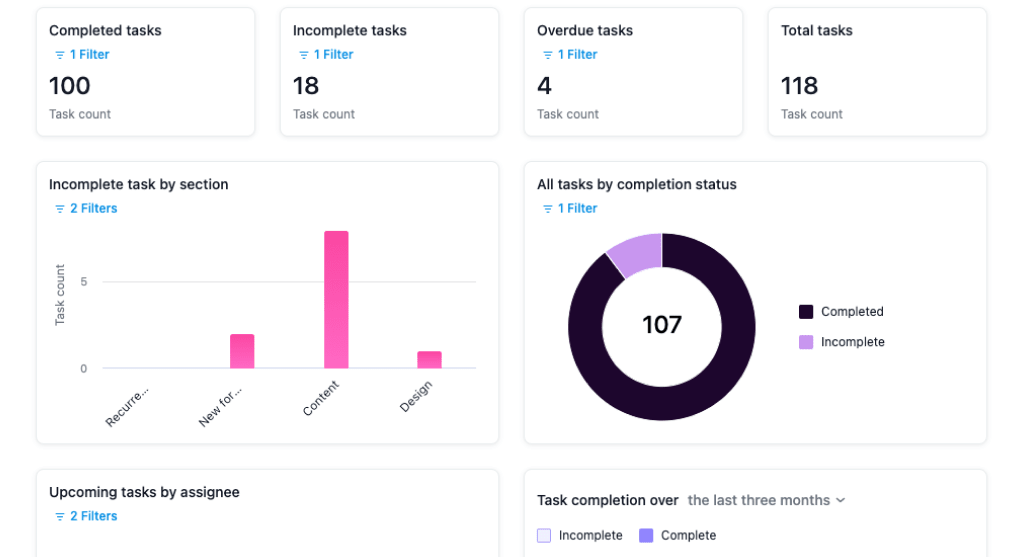 Completed tasks
1 Filter
100
Task count
Incomplete tasks
1 Filter
18
Task count
Overdue tasks
1 Filter
4
Task count
Total tasks
118
Task count
Incomplete task by section
2 Filters
Task count
5
0
Recurre...
New for...
Content
Design
All tasks by completion status
1 Filter
107
Completed
Incomplete
Upcoming tasks by assignee
2 Filters
Task completion over the last three months
Incomplete Complete